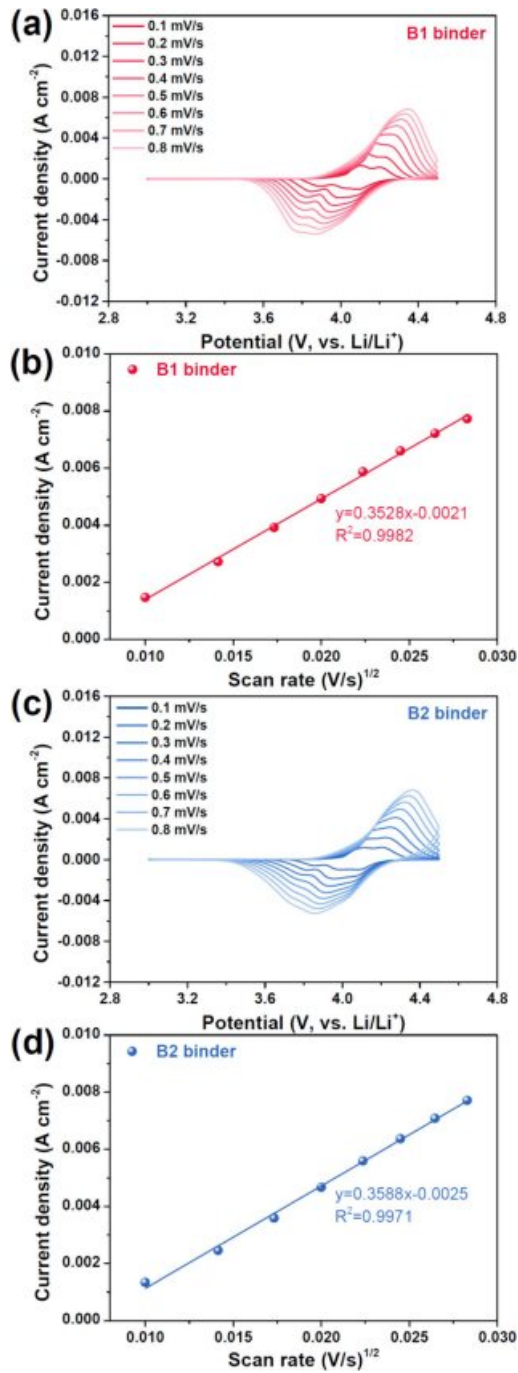 (a)
0.016
0.012
0.008
0.004
0.000
-0.004
-0.008
-0.012
Current density (A cm⁻²)
0.1 mV/s
0.2 mV/s
0.3 mV/s
0.4 mV/s
0.5 mV/s
0.6 mV/s
0.7 mV/s
0.8 mV/s
B1 binder
2.8 3.2 3.6 4.0 4.4 4.8
Potential (V, vs. Li/Li⁺)
(b)
0.010
0.008
0.006
0.004
0.002
0.000
Current density (A cm⁻²)
B1 binder
y=0.3528x-0.0021
R²=0.9982
0.010 0.015 0.020 0.025 0.030
Scan rate (V/s)¹/²
(c)
0.016
0.012
0.008
0.004
0.000
-0.004
-0.008
-0.012
Current density (A cm⁻²)
0.1 mV/s
0.2 mV/s
0.3 mV/s
0.4 mV/s
0.5 mV/s
0.6 mV/s
0.7 mV/s
0.8 mV/s
B2 binder
2.8 3.2 3.6 4.0 4.4 4.8
Potential (V, vs. Li/Li⁺)
(d)
0.010
0.008
0.006
0.004
0.002
0.000
Current density (A cm⁻²)
B2 binder
y=0.3588x-0.0025
R²=0.9971
0.010 0.015 0.020 0.025 0.030
Scan rate (V/s)¹/²